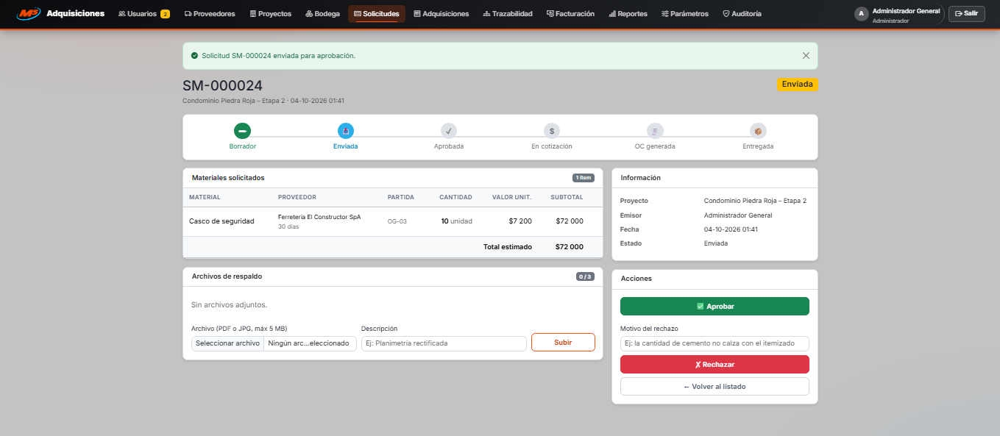 M5 Adquisiciones Usuarios 2 Proveedores Proyectos Bodega Solicitudes Adquisiciones Trazabilidad Facturación Reportes Parámetros Auditoría A Administrador General Salir
Administrador
Solicitud SM-000024 enviada para aprobación.
SM-000024
Enviada
Condominio Piedra Roja – Etapa 2 · 04-10-2026 01:41
Borrador Enviada Aprobada En cotización OC generada Entregada
Materiales solicitados 1 ítem
MATERIAL PROVEEDOR PARTIDA CANTIDAD VALOR UNIT. SUBTOTAL
Casco de seguridad Ferretería El Constructor SpA OG-03 10 unidad $7 200 $72 000
30 días
Total estimado $72 000
Archivos de respaldo 0 / 3
Sin archivos adjuntos.
Archivo (PDF o JPG, máx 5 MB) Descripción
Seleccionar archivo Ningún arc...eleccionado Ej: Planimetría rectificada Subir
Información
Proyecto Condominio Piedra Roja – Etapa 2
Emisor Administrador General
Fecha 04-10-2026 01:41
Estado Enviada
Acciones
✅ Aprobar
Motivo del rechazo
Ej: la cantidad de cemento no calza con el itemizado
✗ Rechazar
← Volver al listado